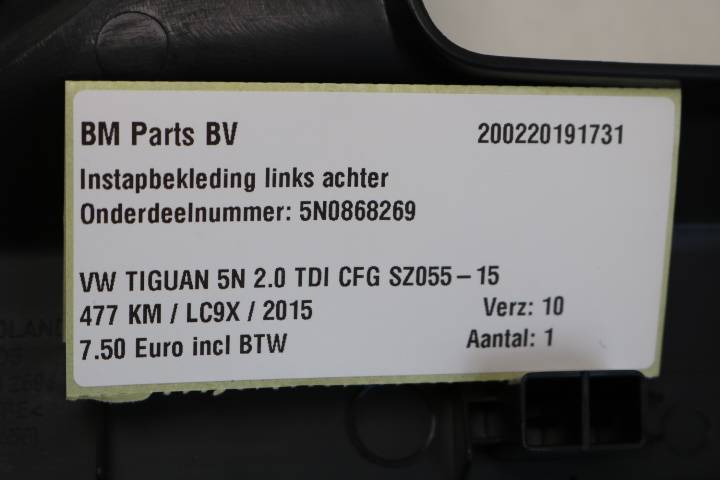 BM Parts BV 200220191731
Instapbekleding links achter
Onderdeelnummer: 5N0868269
VW TIGUAN 5N 2.0 TDI CFG SZ055-15
477 KM / LC9X / 2015 Verz: 10
7.50 Euro incl BTW Aantal: 1